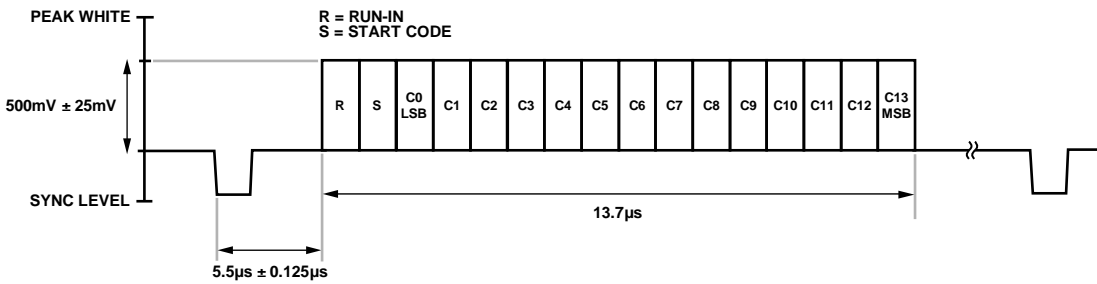 PEAK WHITE
R = RUN-IN
S = START CODE
500mV ± 25mV
R
S
C0
LSB
C1
C2
C3
C4
C5
C6
C7
C8
C9
C10
C11
C12
C13
MSB
SYNC LEVEL
13.7µs
5.5µs ± 0.125µs